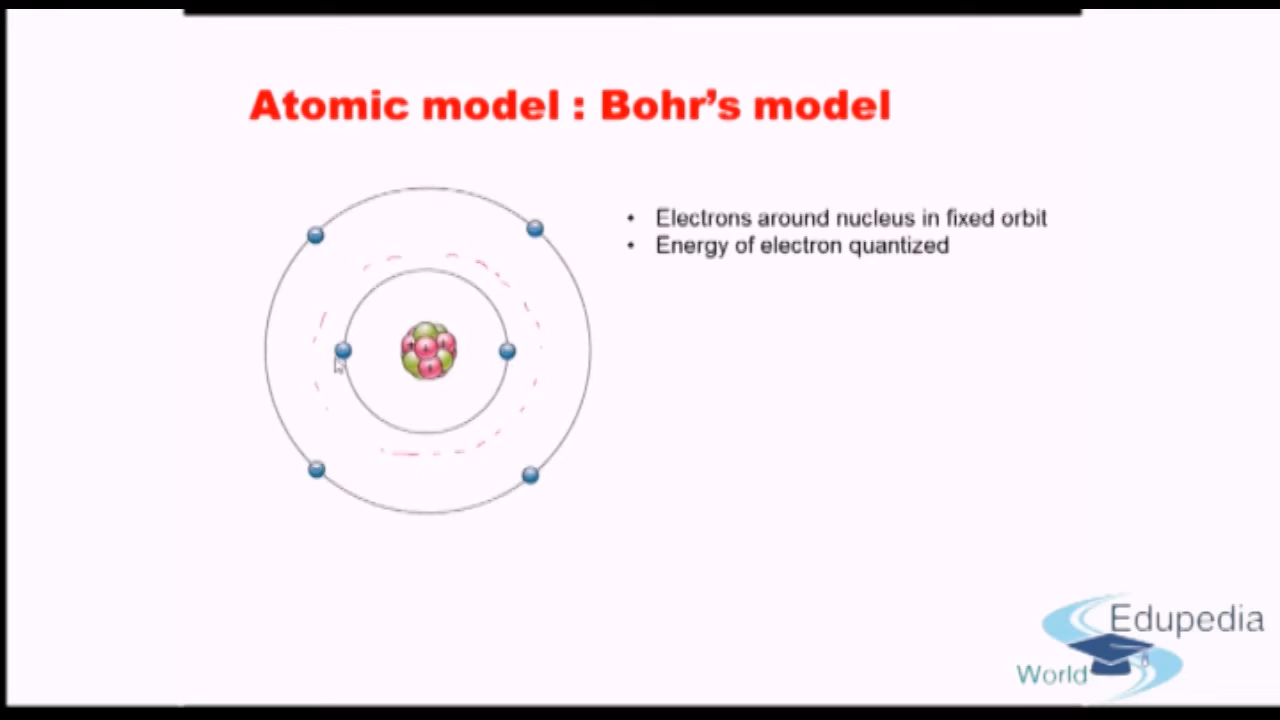 Atomic model : Bohr's model
• Electrons around nucleus in fixed orbit
• Energy of electron quantized
Edupedia
World